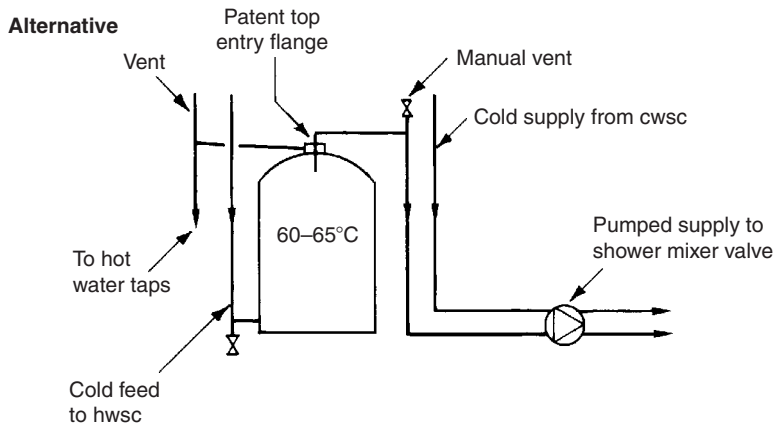 Alternative
Patent top
entry flange
Vent
Manual vent
Cold supply from cwsc
60–65°C
Pumped supply to
shower mixer valve
To hot
water taps
Cold feed
to hwsc